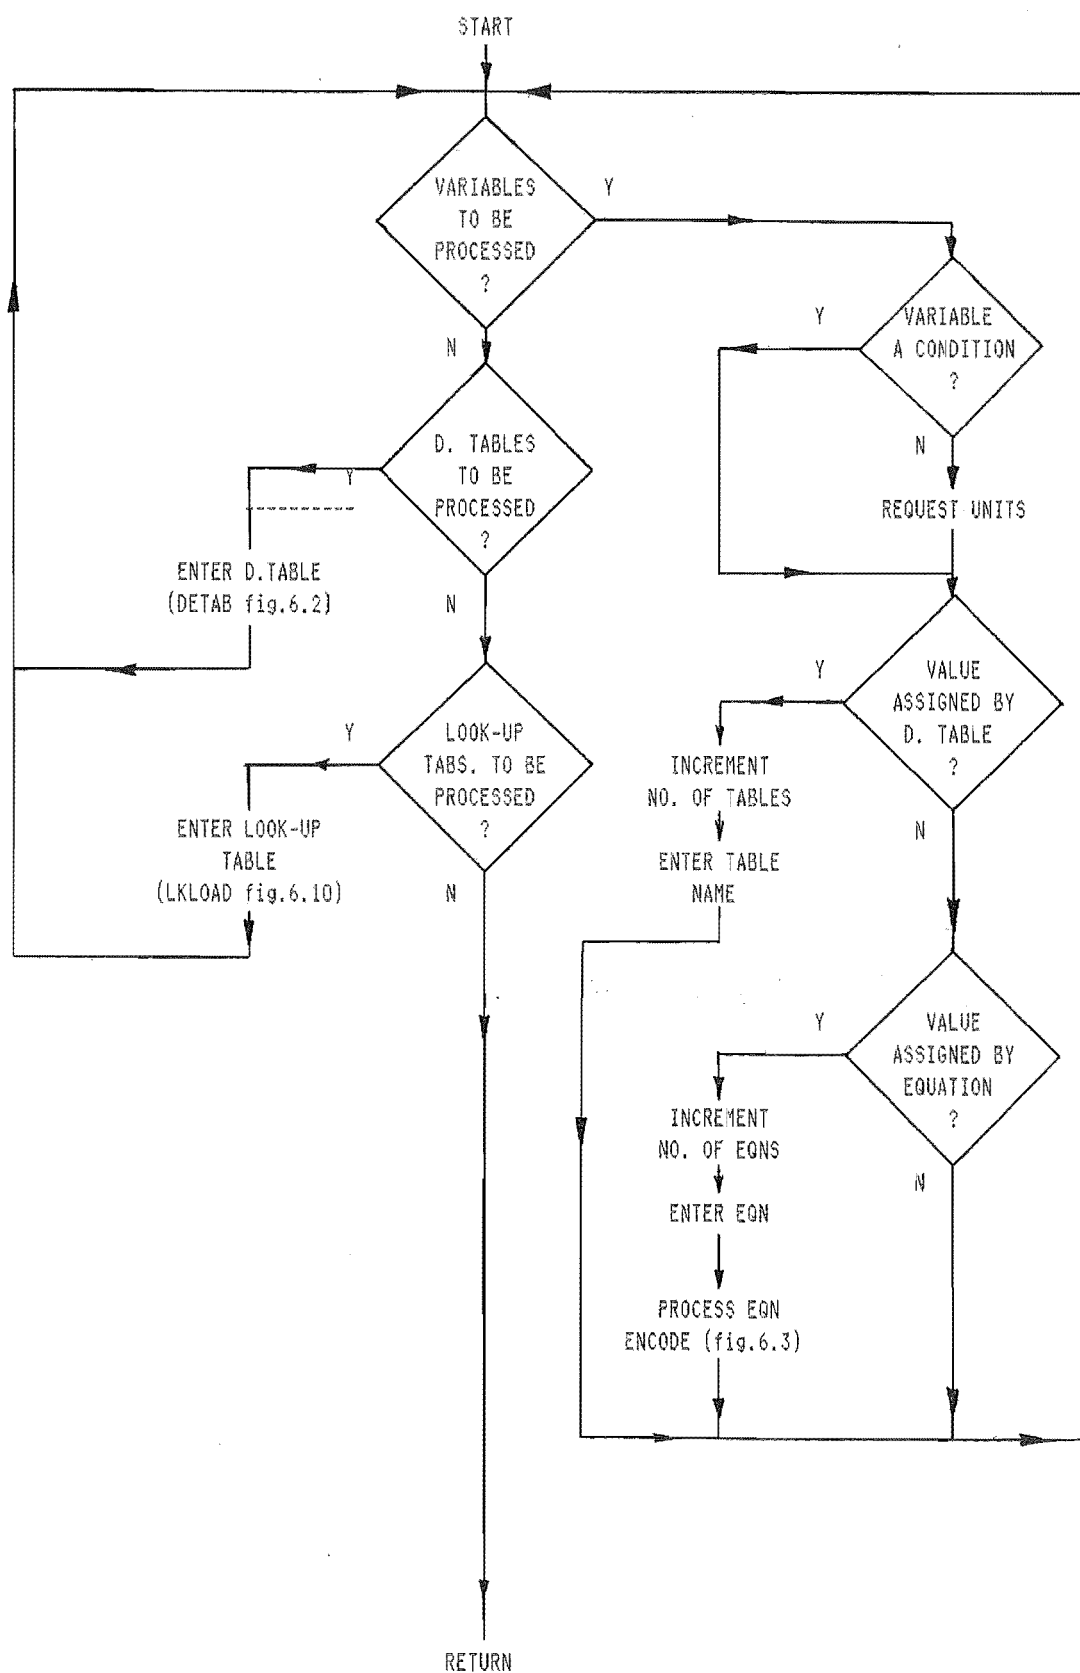 START
VARIABLES
TO BE
PROCESSED
?
Y
N
VARIABLE
A CONDITION
?
Y
N
REQUEST UNITS
D. TABLES
TO BE
PROCESSED
?
Y
N
ENTER D.TABLE
(DETAB fig.6.2)
VALUE
ASSIGNED BY
D. TABLE
?
Y
N
LOOK-UP
TABS. TO BE
PROCESSED
?
Y
N
INCREMENT
NO. OF TABLES
ENTER TABLE
NAME
ENTER LOOK-UP
TABLE
(LKLOAD fig.6.10)
VALUE
ASSIGNED BY
EQUATION
?
Y
N
INCREMENT
NO. OF EQNS
ENTER EQN
PROCESS EQN
ENCODE (fig.6.3)
RETURN